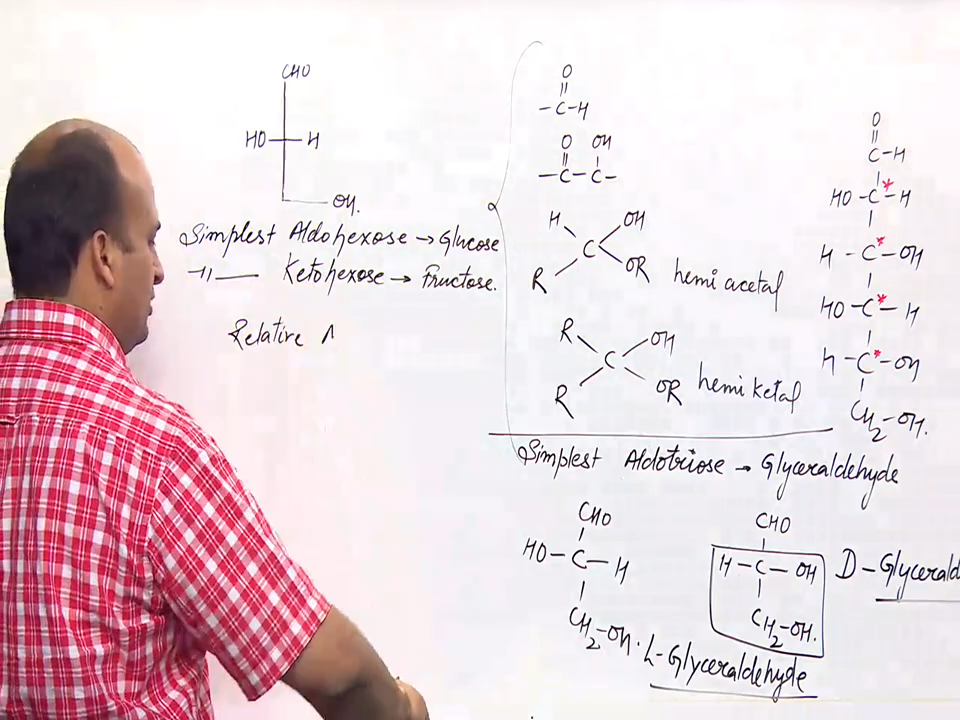 CHO
HO H
OH.
Simplest Aldohexose → Glucose
-11- Ketohexose → Fructose.
Relative A
O
-C-H
O OH
-C-C-
H OH
C
R OR hemi acetal
R OH
C
R OR hemi ketal
O
C-H
HO-C*-H
H-C*-OH
HO-C*-H
H-C*-OH
CH2-OH.
Simplest Aldotriose → Glyceraldehyde
CHO
HO-C-H
CH2-OH.
L-Glyceraldehyde
CHO
H-C-OH
CH2-OH.
D-Glycerald